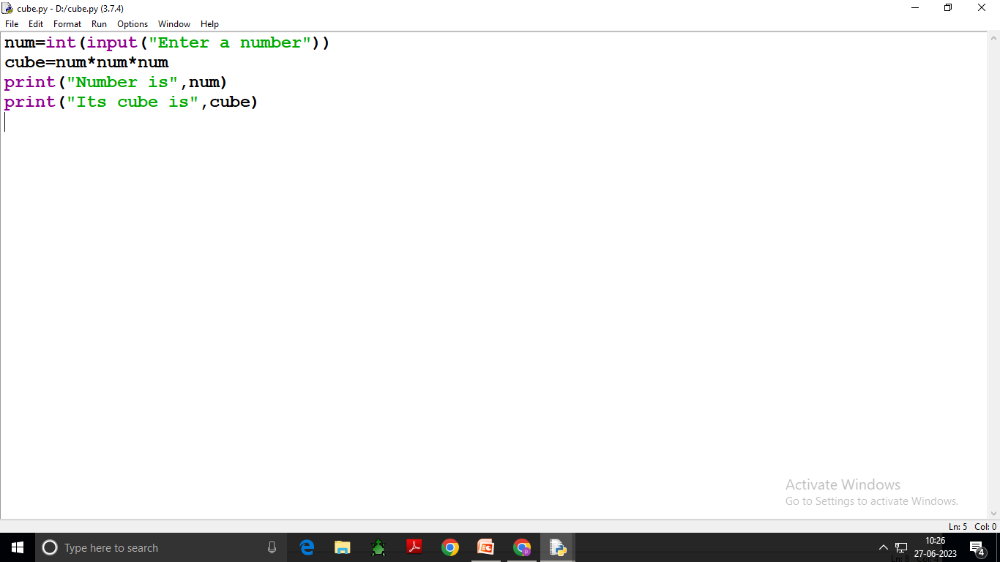 cube.py - D:/cube.py (3.7.4)
File Edit Format Run Options Window Help
num=int(input("Enter a number"))
cube=num*num*num
print("Number is",num)
print("Its cube is",cube)
Activate Windows
Go to Settings to activate Windows.
Ln: 5 Col: 0
Type here to search
10:26
27-06-2023
4
Ln: 8